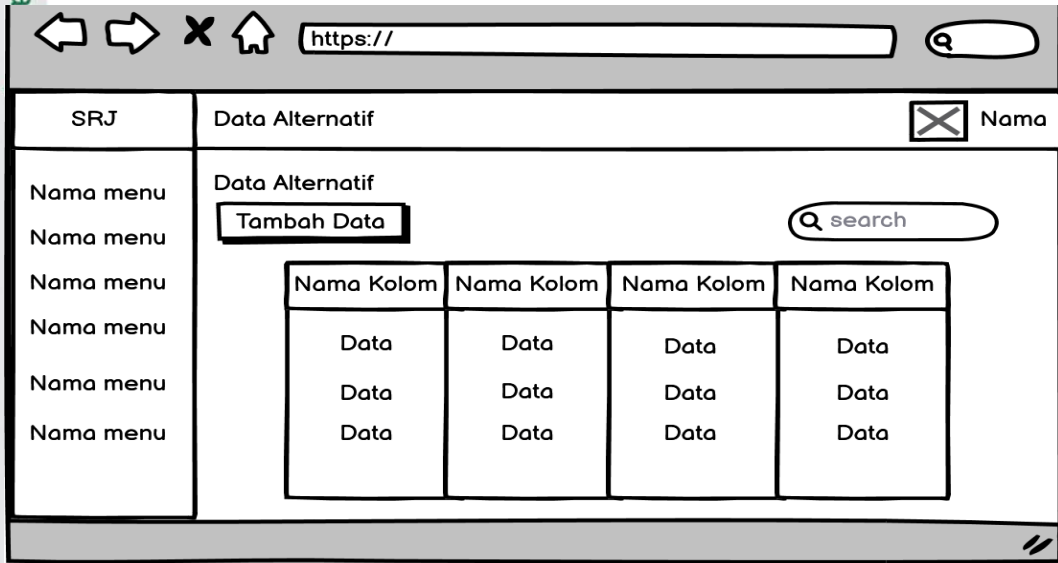 https://
SRJ
Data Alternatif
Nama
Nama menu
Nama menu
Nama menu
Nama menu
Nama menu
Nama menu
Data Alternatif
Tambah Data
search
Nama Kolom Nama Kolom Nama Kolom Nama Kolom
Data Data Data Data
Data Data Data Data
Data Data Data Data